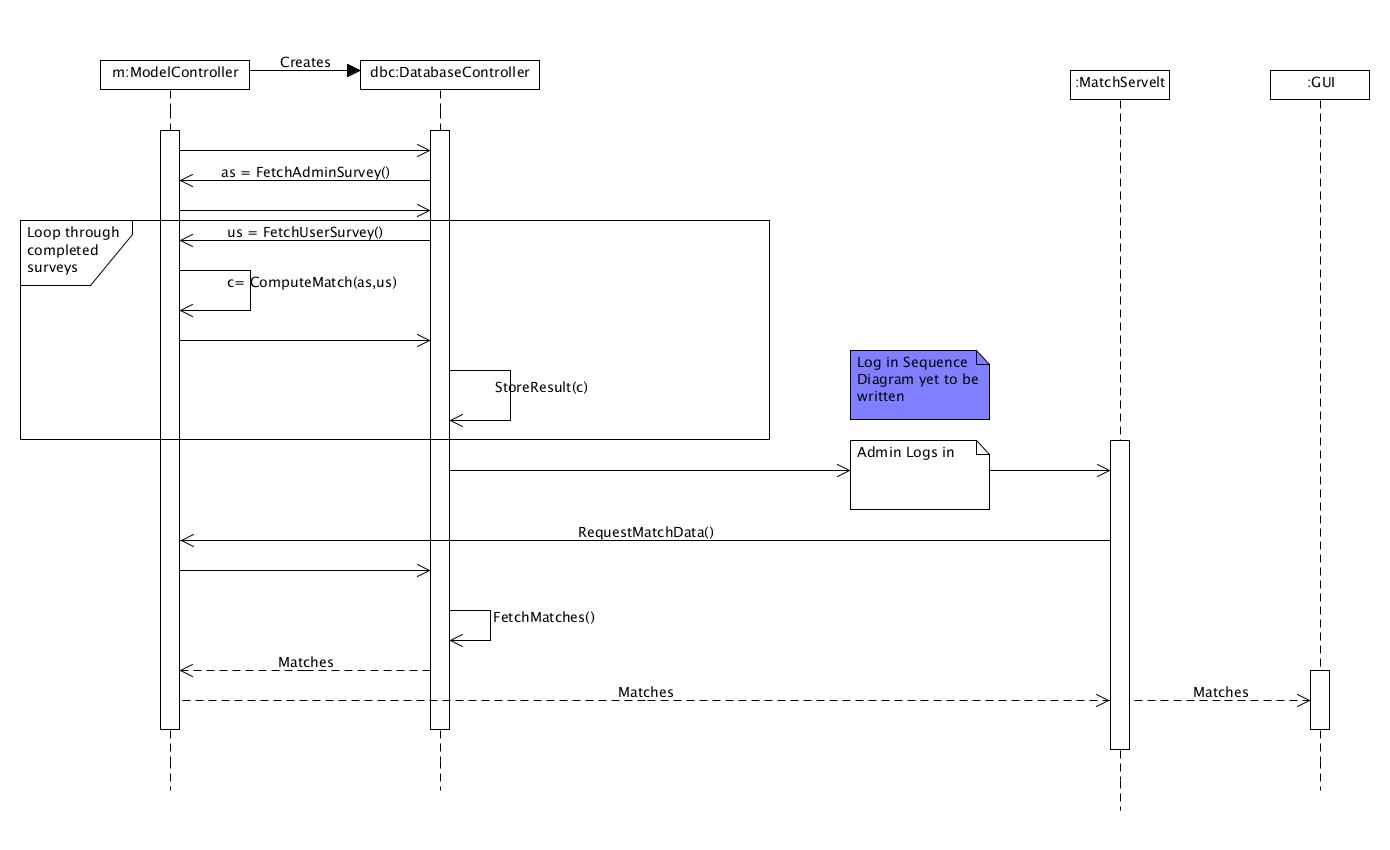 Creates
m:ModelController
dbc:DatabaseController
:MatchServelt
:GUI
as = FetchAdminSurvey()
Loop through
completed
surveys
us = FetchUserSurvey()
c= ComputeMatch(as,us)
StoreResult(c)
Log in Sequence
Diagram yet to be
written
Admin Logs in
RequestMatchData()
FetchMatches()
Matches
Matches
Matches